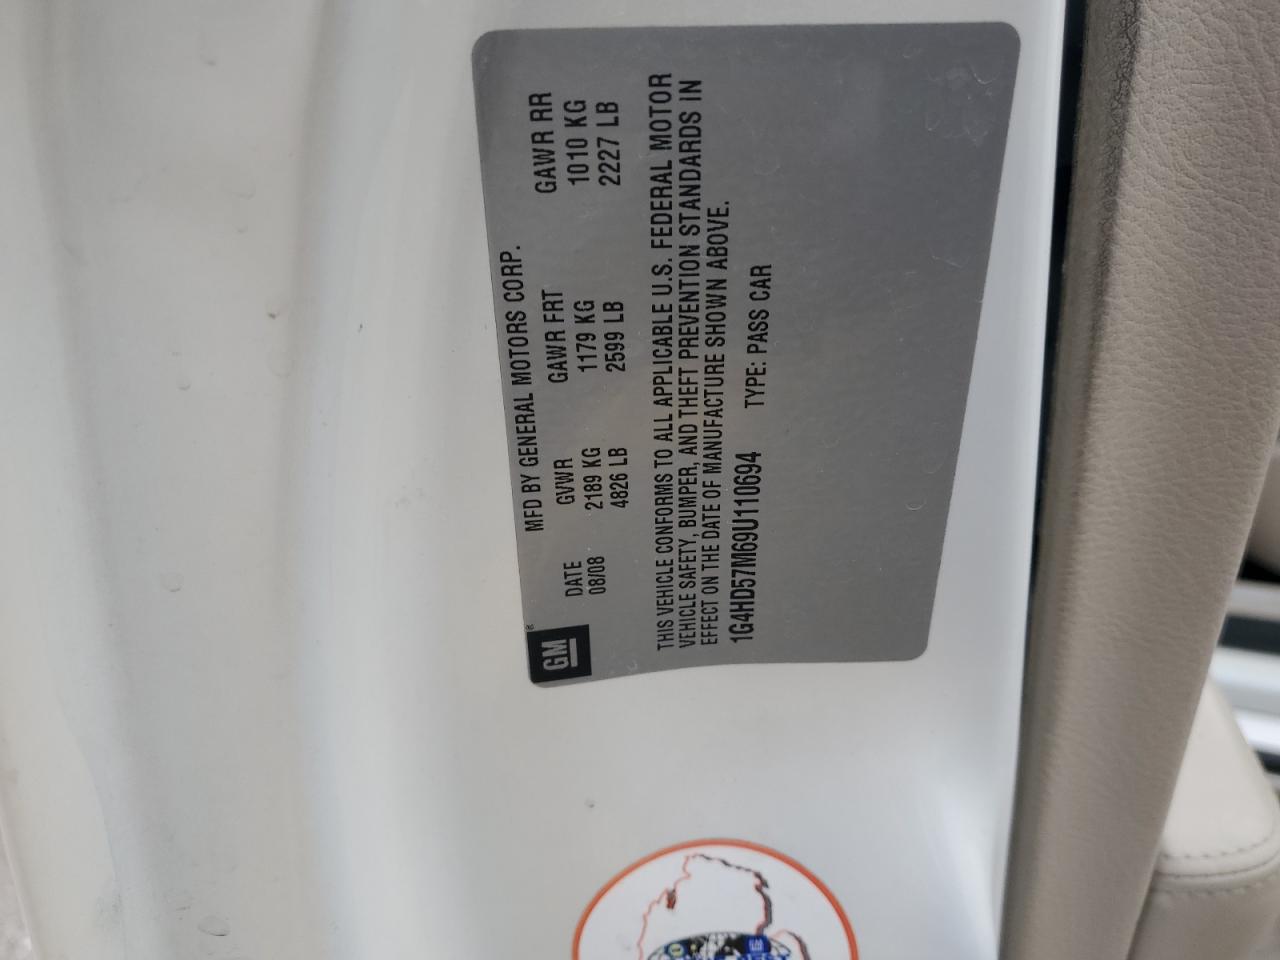 GM
®
MFD BY GENERAL MOTORS CORP.
DATE GVWR GAWR FRT GAWR RR
08/08 2189 KG 1179 KG 1010 KG
4826 LB 2599 LB 2227 LB
THIS VEHICLE CONFORMS TO ALL APPLICABLE U.S. FEDERAL MOTOR
VEHICLE SAFETY, BUMPER, AND THEFT PREVENTION STANDARDS IN
EFFECT ON THE DATE OF MANUFACTURE SHOWN ABOVE.
1G4HD57M69U110694 TYPE: PASS CAR